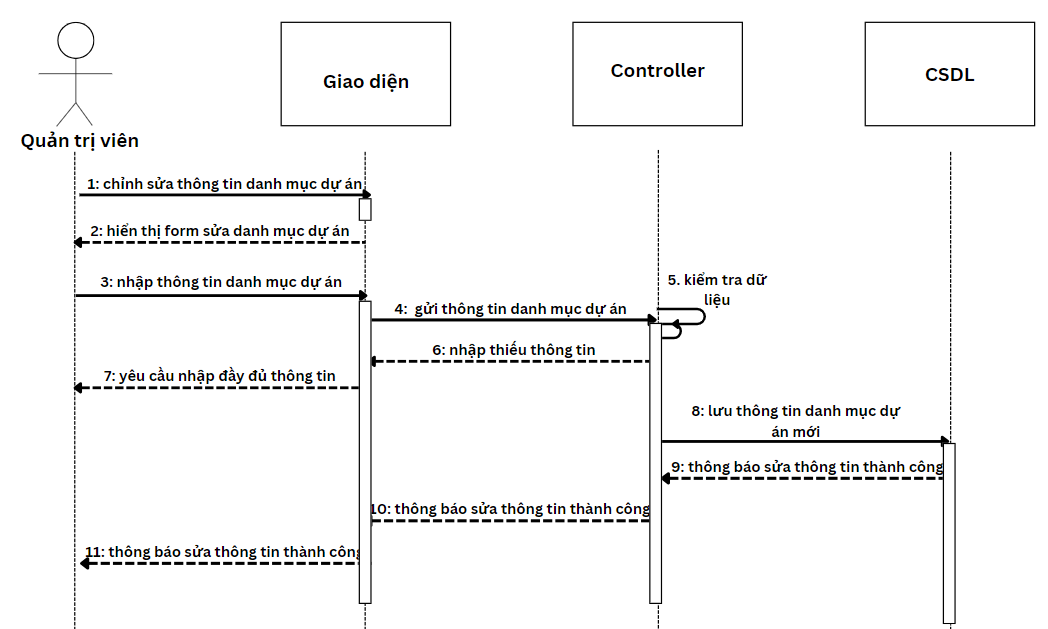 Giao diện
Controller
CSDL
Quản trị viên
1: chỉnh sửa thông tin danh mục dự án
2: hiển thị form sửa danh mục dự án
3: nhập thông tin danh mục dự án
5. kiểm tra dữ
liệu
4: gửi thông tin danh mục dự án
6: nhập thiếu thông tin
7: yêu cầu nhập đầy đủ thông tin
8: lưu thông tin danh mục dự
án mới
9: thông báo sửa thông tin thành công
10: thông báo sửa thông tin thành công
11: thông báo sửa thông tin thành công